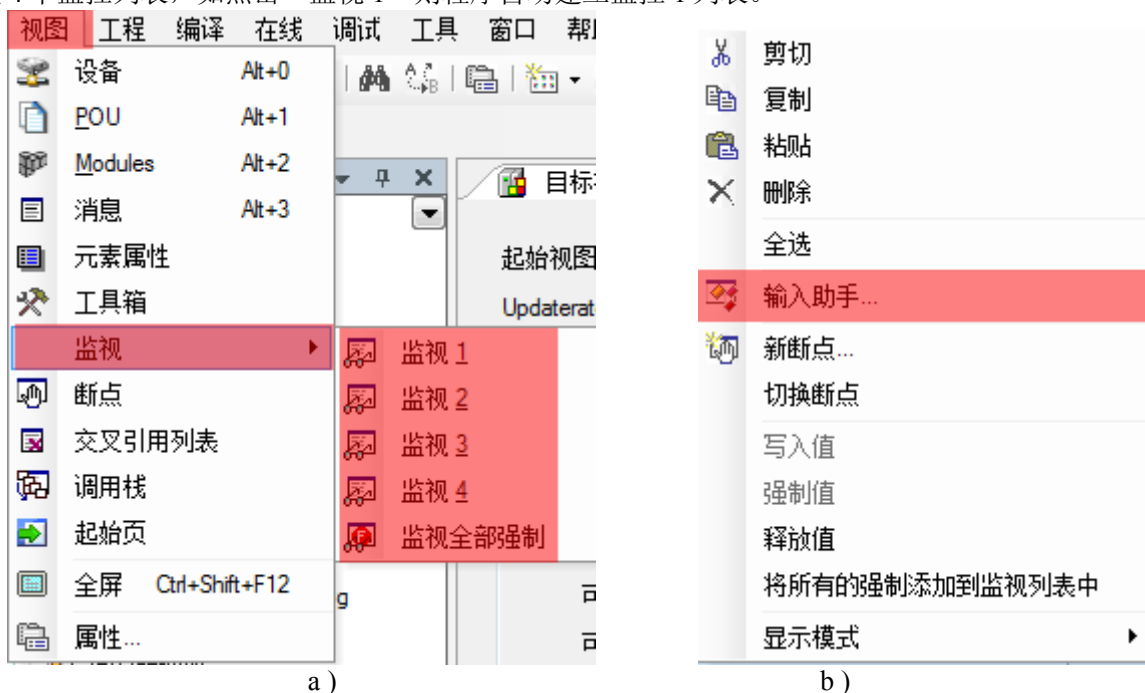 视图 工程 编译 在线 调试 工具 窗口
设备 Alt+0
POU Alt+1
Modules Alt+2
消息 Alt+3
元素属性
工具箱
监视
断点
交叉引用列表
调用栈
起始页
全屏 Ctrl+Shift+F12
属性...
监视 1
监视 2
监视 3
监视 4
监视全部强制
目标
起始视图
Updaterat
a )
剪切
复制
粘贴
删除
全选
输入助手...
新断点...
切换断点
写入值
强制值
释放值
将所有的强制添加到监视列表中
显示模式
b )